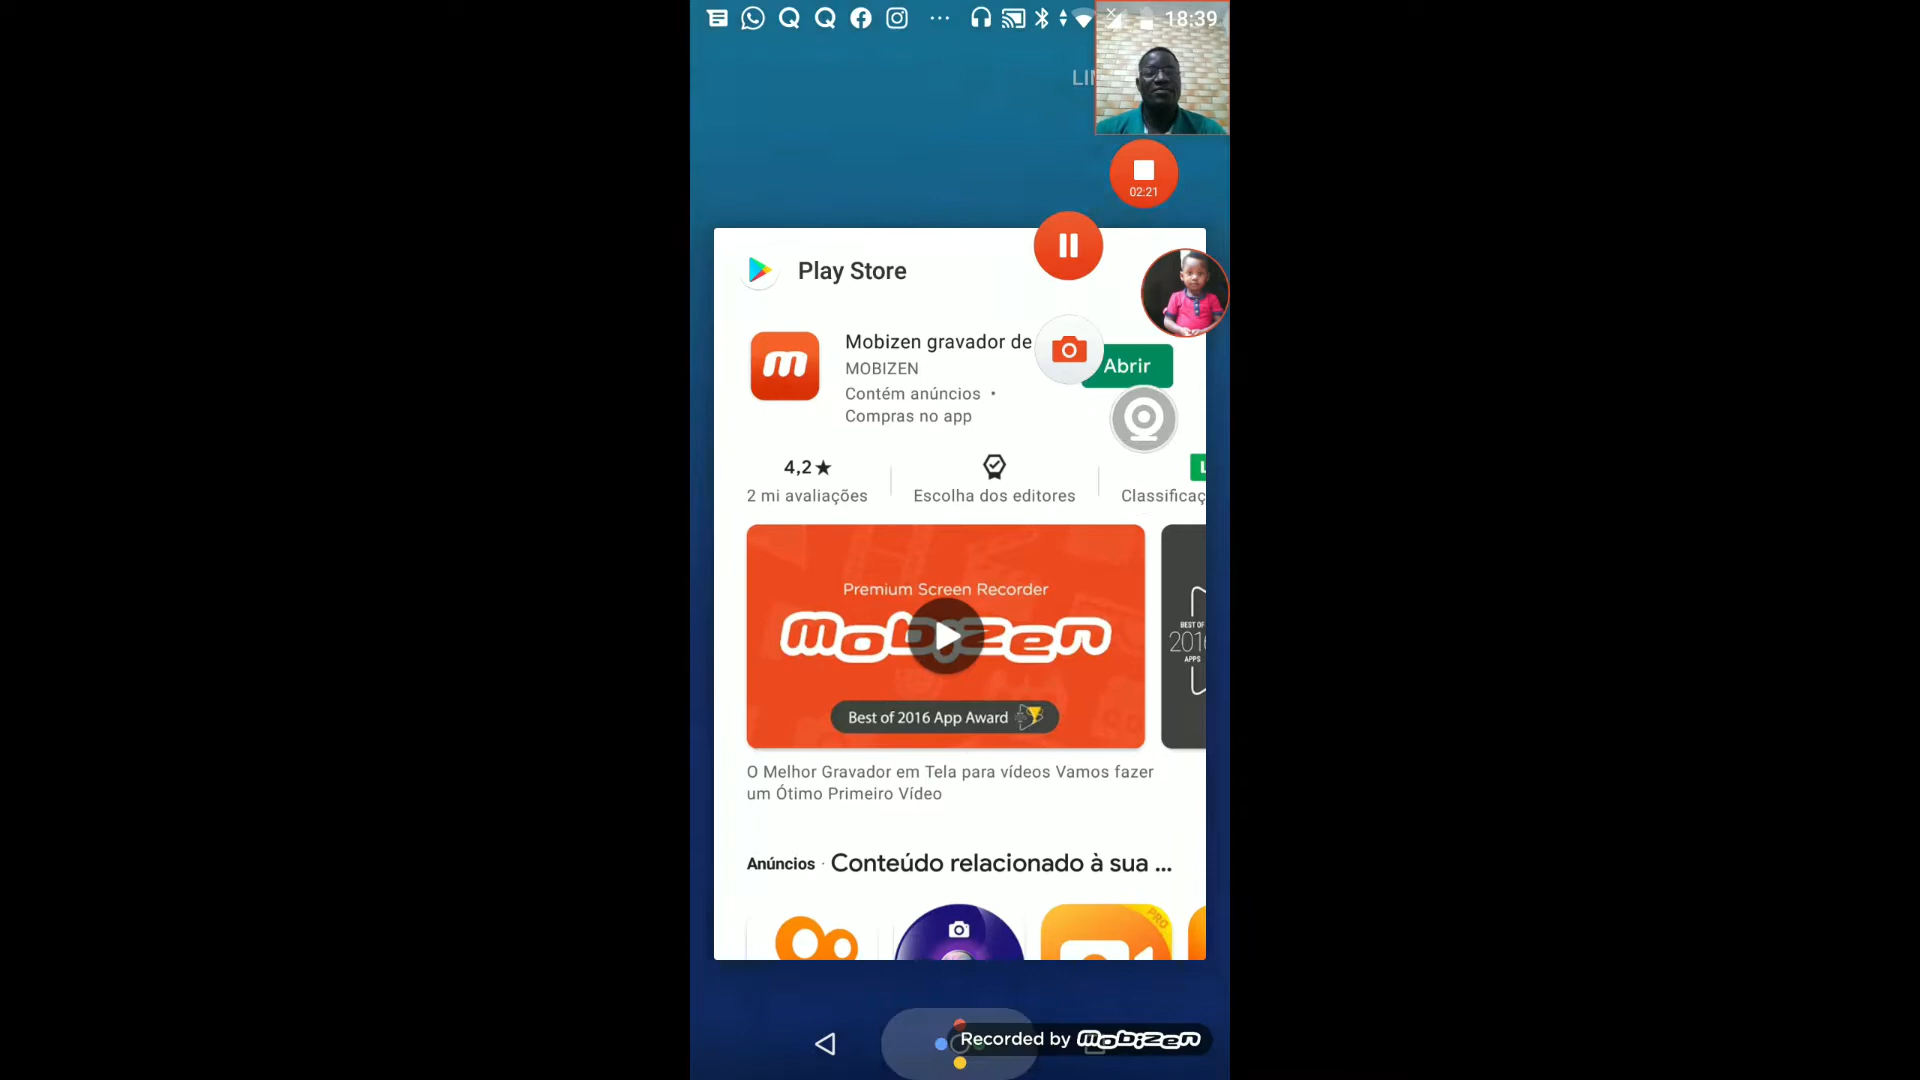 18:39
02:21
Play Store
Mobizen gravador de
Abrir
MOBIZEN
Contém anúncios •
Compras no app
4,2★
2 mi avaliações
Escolha dos editores
Classificaç
Premium Screen Recorder
mobizen
Best of 2016 App Award
BEST OF
2016
APPS
O Melhor Gravador em Tela para vídeos Vamos fazer
um Ótimo Primeiro Vídeo
Anúncios · Conteúdo relacionado à sua ...
PRO
Recorded by mobizen